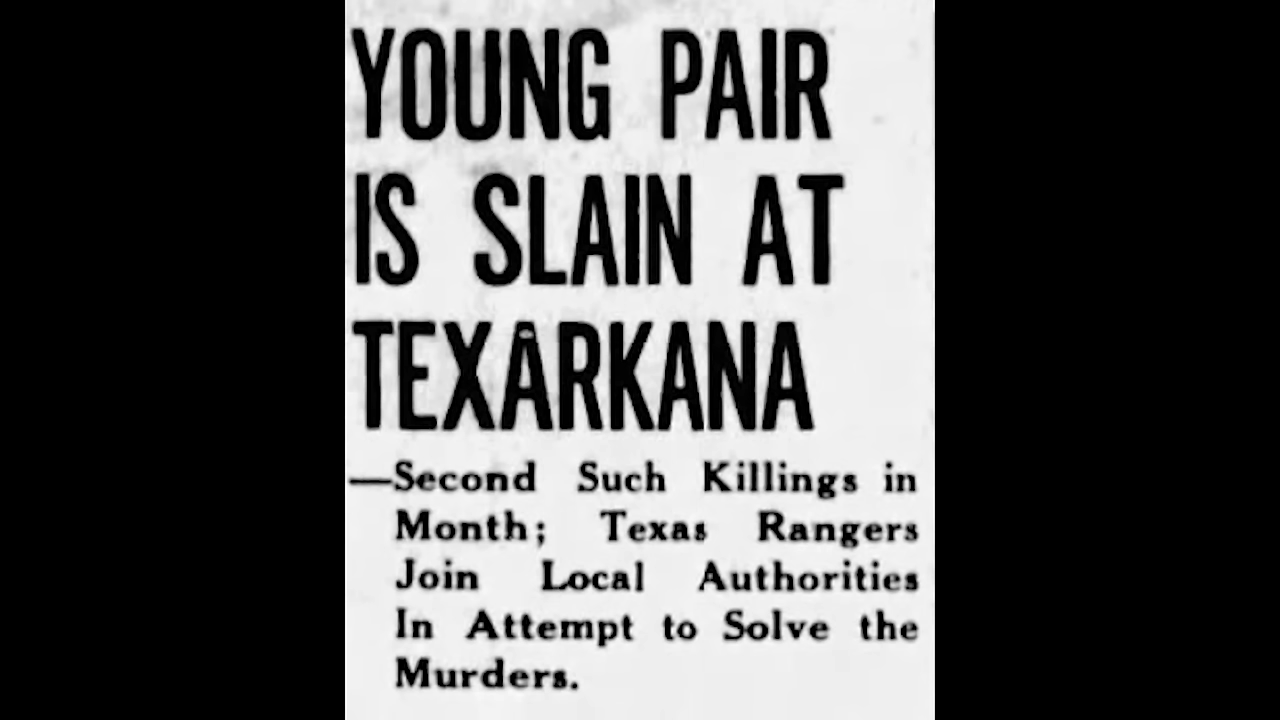 YOUNG PAIR
IS SLAIN AT
TEXARKANA
—Second Such Killings in
Month; Texas Rangers
Join Local Authorities
In Attempt to Solve the
Murders.